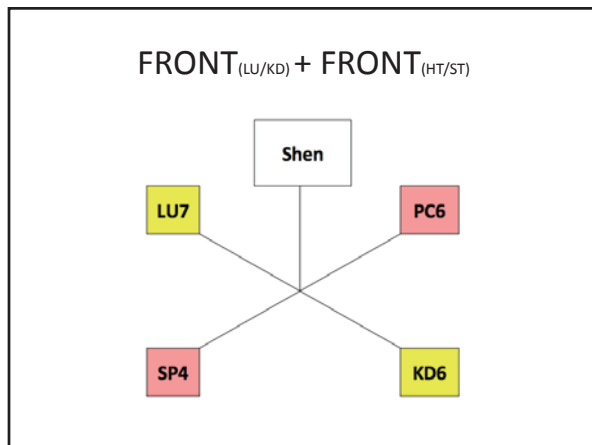 FRONT(LU/KD) + FRONT(HT/ST)
Shen
LU7 PC6
SP4 KD6